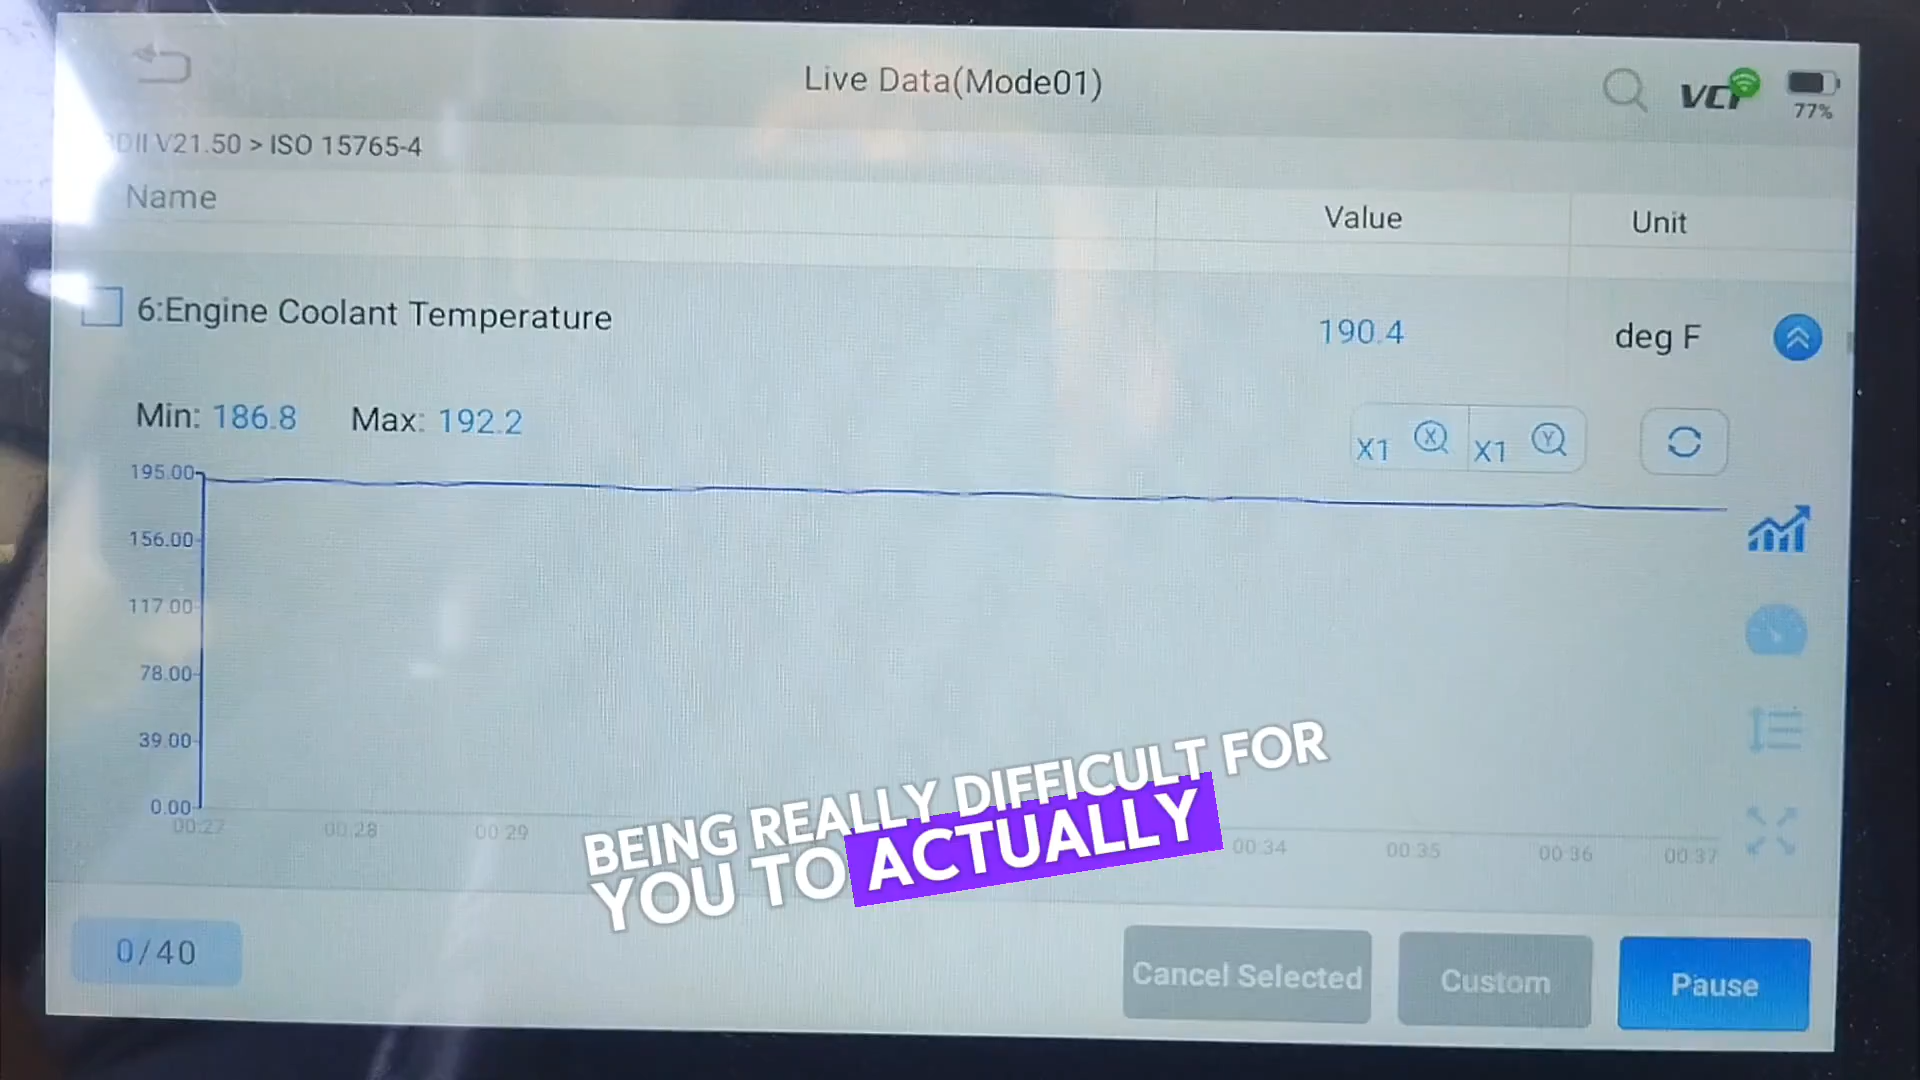 Live Data(Mode01)
VCI
77%
DII V21.50 > ISO 15765-4
Name
Value
Unit
6:Engine Coolant Temperature
190.4
deg F
Min: 186.8
Max: 192.2
X1
X
X1
Y
195.00
156.00
117.00
78.00
39.00
0.00
00:27
00:28
00:29
00:34
00:35
00:36
00:37
BEING REALLY DIFFICULT FOR
YOU TO ACTUALLY
0/40
Cancel Selected
Custom
Pause